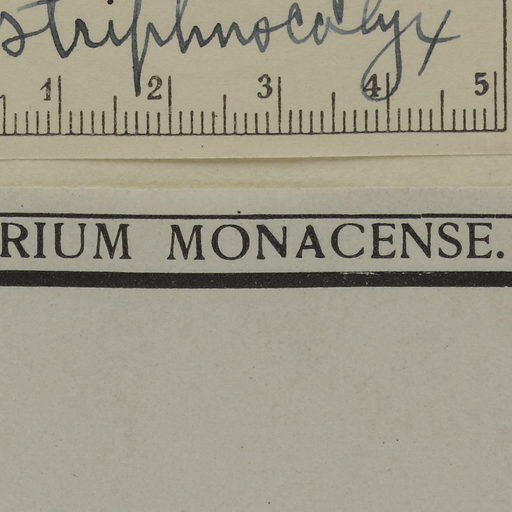 striphnocalyx
1 2 3 4 5
RIUM MONACENSE.